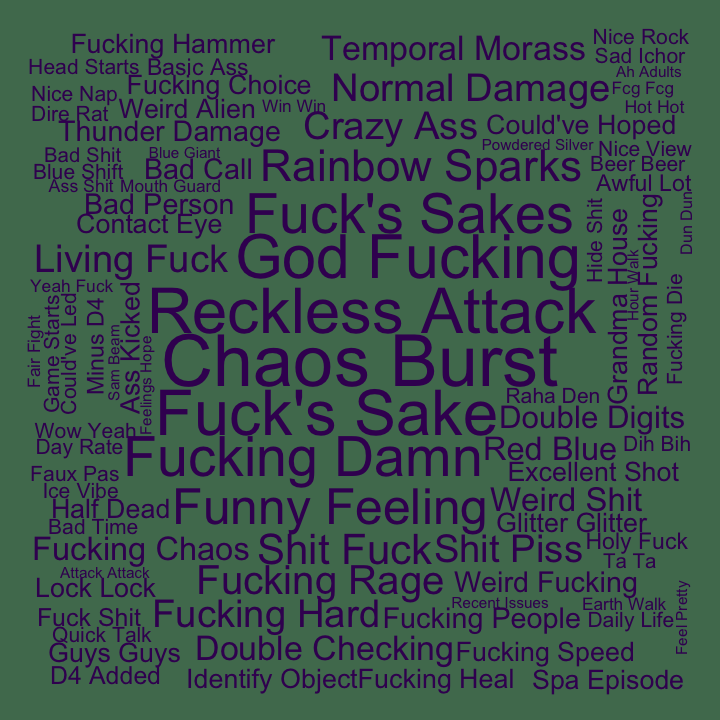 Fucking Hammer
Temporal Morass
Nice Rock
Sad Ichor
Head Starts
Basic Ass
Ah Adults
Nice Nap
Fucking Choice
Normal Damage
Fcg Fcg
Dire Rat
Weird Alien
Win Win
Hot Hot
Thunder Damage
Crazy Ass
Could've Hoped
Bad Shit
Blue Giant
Powdered Silver
Nice View
Blue Shift
Bad Call
Rainbow Sparks
Beer Beer
Ass Shit
Mouth Guard
Awful Lot
Bad Person
Fuck's Sakes
Hide Shit
Grandma House
Hour Walk
Random Fucking
Dun Dun
Contact Eye
Living Fuck
God Fucking
Fucking Die
Yeah Fuck
Reckless Attack
Fair Fight
Game Starts
Could've Led
Minus D4
Sam Beam
Ass Kicked
Feelings Hope
Chaos Burst
Raha Den
Fuck's Sake
Double Digits
Wow Yeah
Day Rate
Fucking Damn
Red Blue
Dih Bih
Faux Pas
Excellent Shot
Ice Vibe
Half Dead
Funny Feeling
Weird Shit
Bad Time
Glitter Glitter
Fucking Chaos
Shit Fuck
Shit Piss
Holy Fuck
Ta Ta
Attack Attack
Lock Lock
Fucking Rage
Weird Fucking
Feel Pretty
Fuck Shit
Fucking Hard
Recent Issues
Earth Walk
Fucking People
Daily Life
Quick Talk
Guys Guys
Double Checking
Fucking Speed
D4 Added
Identify Object
Fucking Heal
Spa Episode